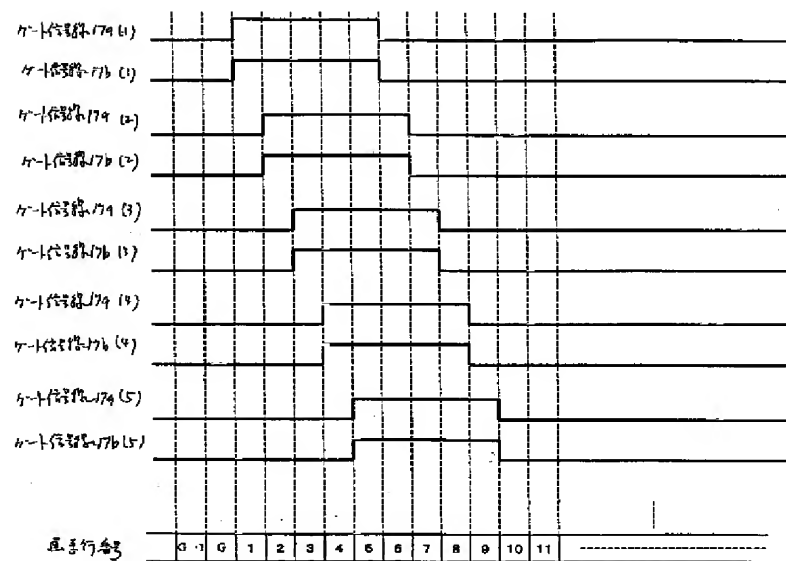 ゲート信号線17a(1)
ゲート信号線17b(1)
ゲート信号線17a(2)
ゲート信号線17b(2)
ゲート信号線17a(3)
ゲート信号線17b(3)
ゲート信号線17a(4)
ゲート信号線17b(4)
ゲート信号線17a(5)
ゲート信号線17b(5)
画素行番号 G-1 G 1 2 3 4 5 6 7 8 9 10 11